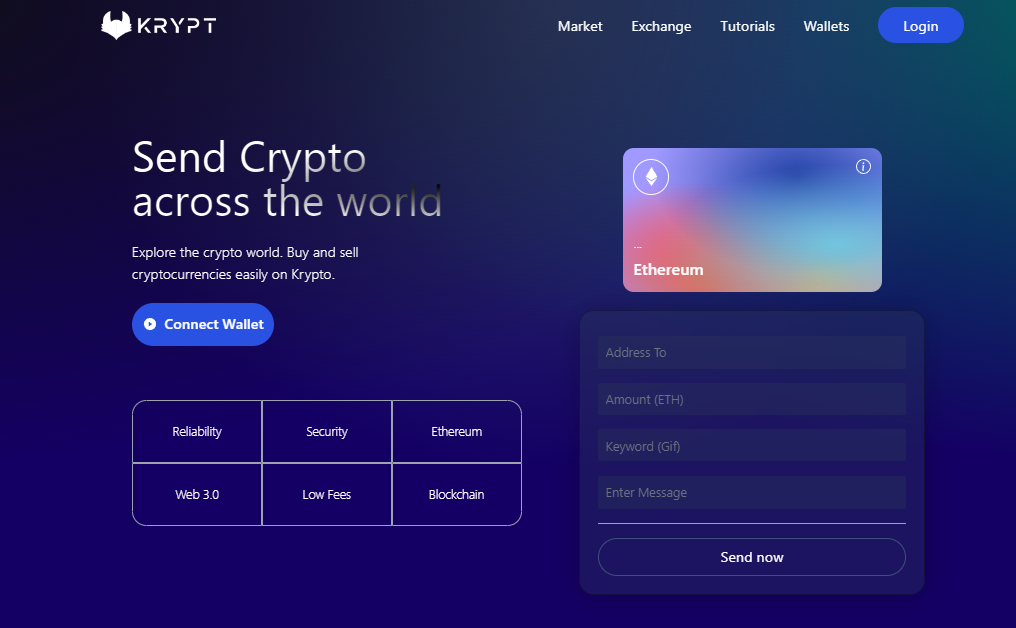 KRYPT
Market
Exchange
Tutorials
Wallets
Login
Send Crypto
across the world
Explore the crypto world. Buy and sell
cryptocurrencies easily on Krypto.
Connect Wallet
Reliability
Security
Ethereum
Web 3.0
Low Fees
Blockchain
i
...
Ethereum
Address To
Amount (ETH)
Keyword (Gif)
Enter Message
Send now